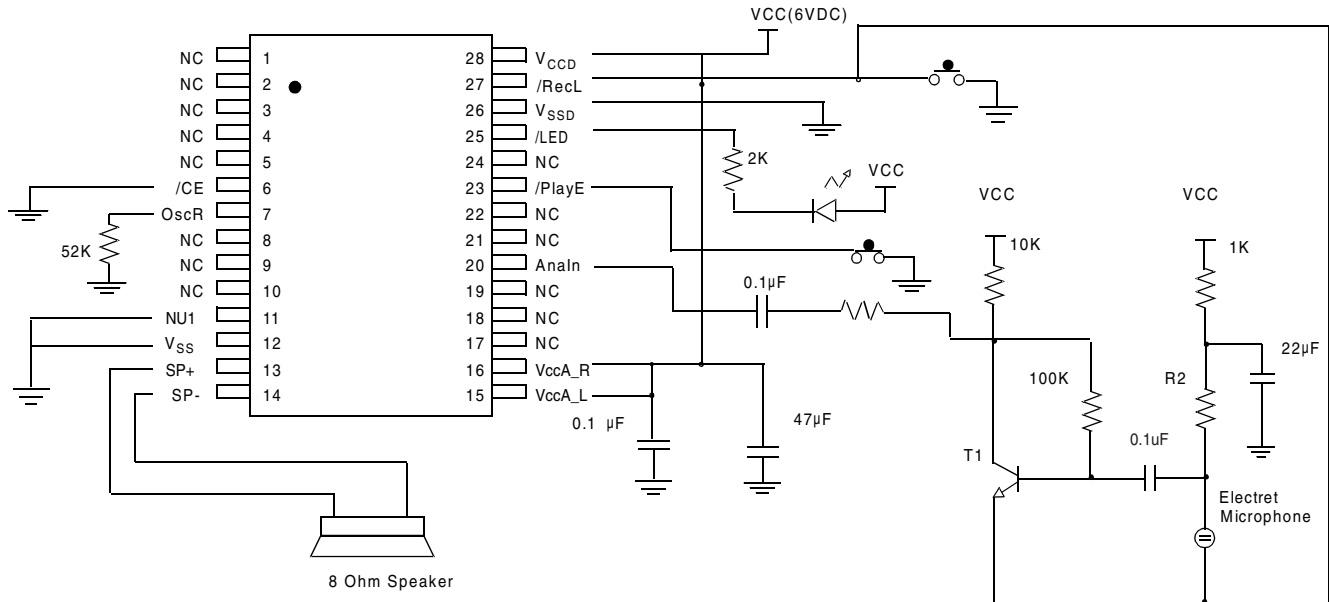 VCC(6VDC)
NC 1 28 VCCD
NC 2 27 /RecL
NC 3 26 VSSD
NC 4 25 /LED
NC 5 24 NC
/CE 6 23 /PlayE
OscR 7 22 NC
NC 8 21 NC
NC 9 20 AnaIn
NC 10 19 NC
NU1 11 18 NC
VSS 12 17 NC
SP+ 13 16 VccA_R
SP- 14 15 VccA_L
52K
2K
VCC
VCC
VCC
10K
1K
0.1µF
22µF
100K
R2
0.1 µF
47µF
0.1uF
T1
Electret
Microphone
8 Ohm Speaker